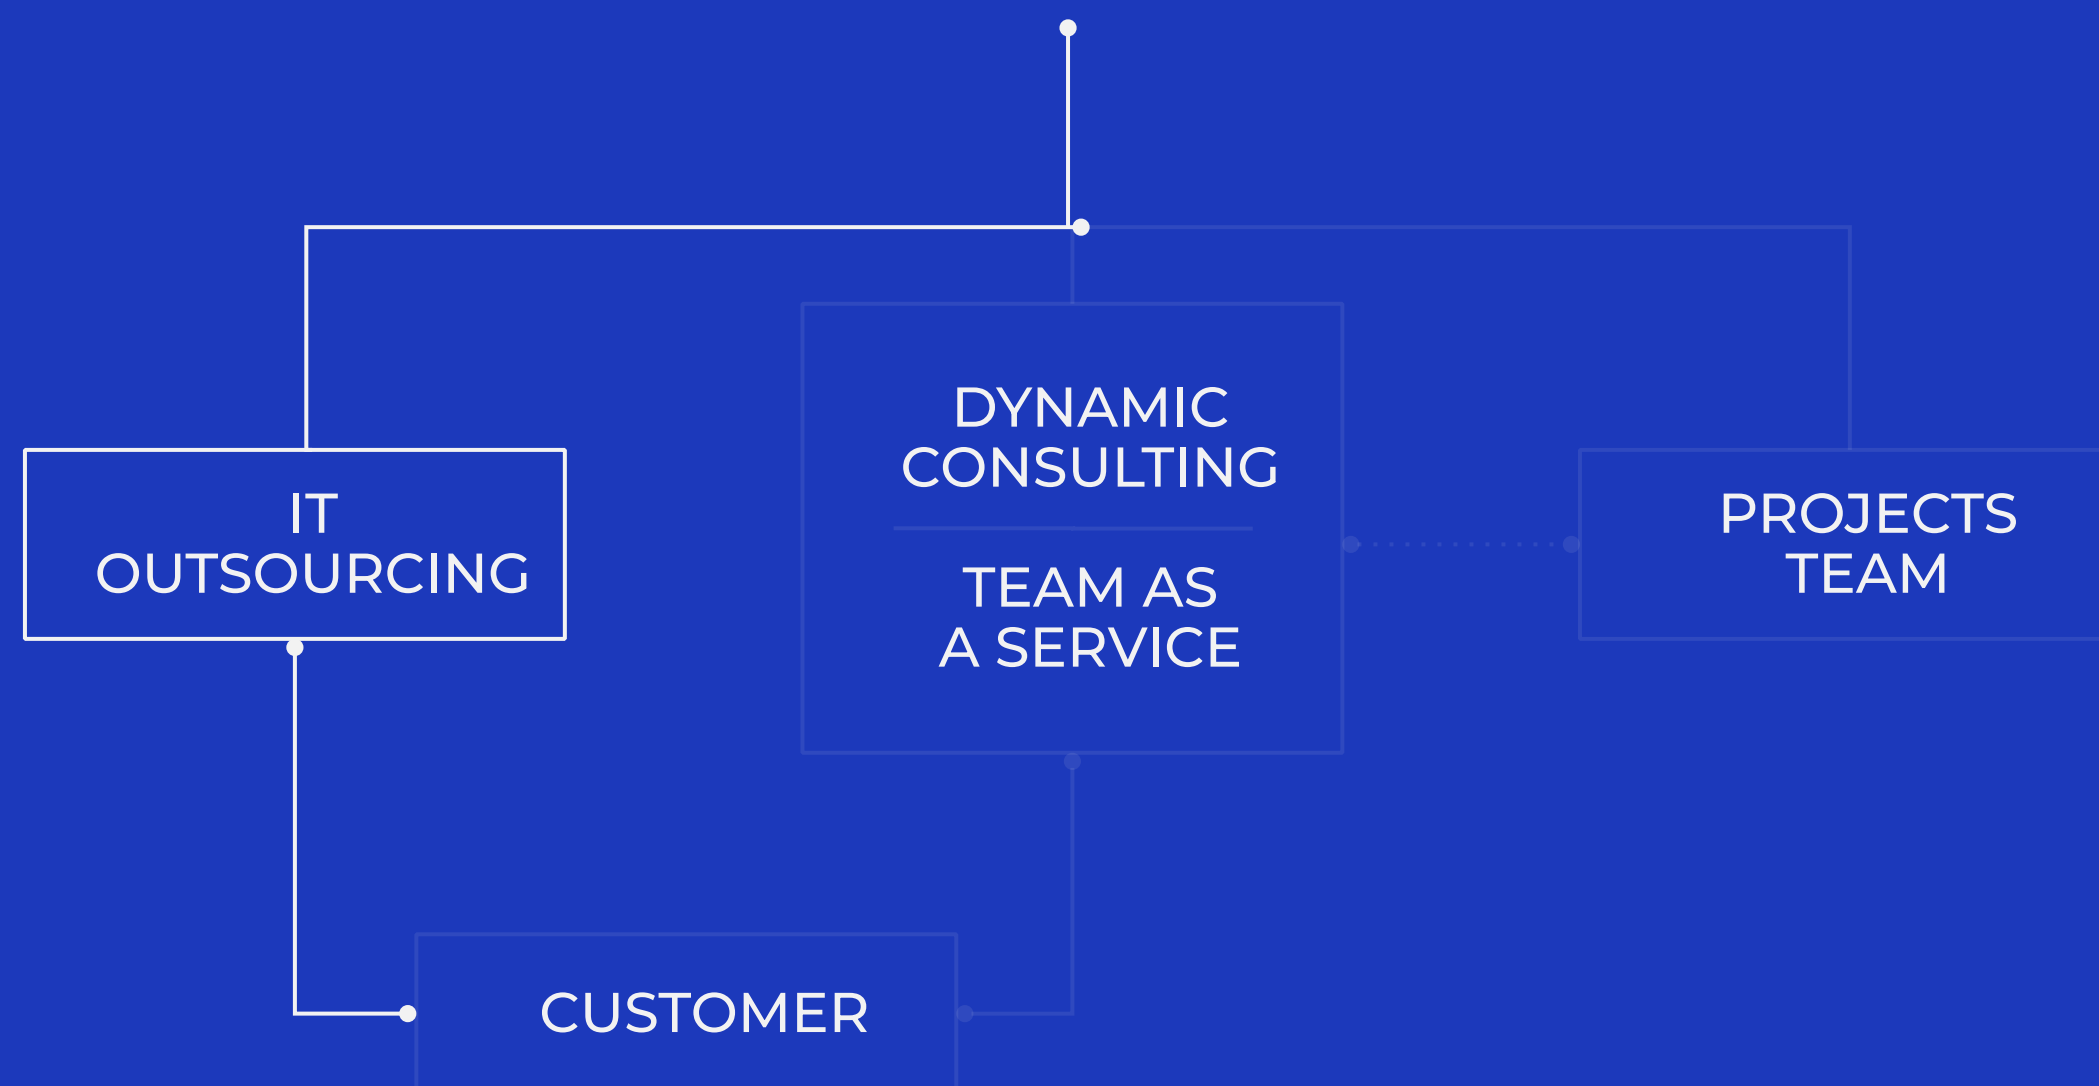 DYNAMIC
CONSULTING
TEAM AS
A SERVICE
IT
OUTSOURCING
PROJECTS
TEAM
CUSTOMER